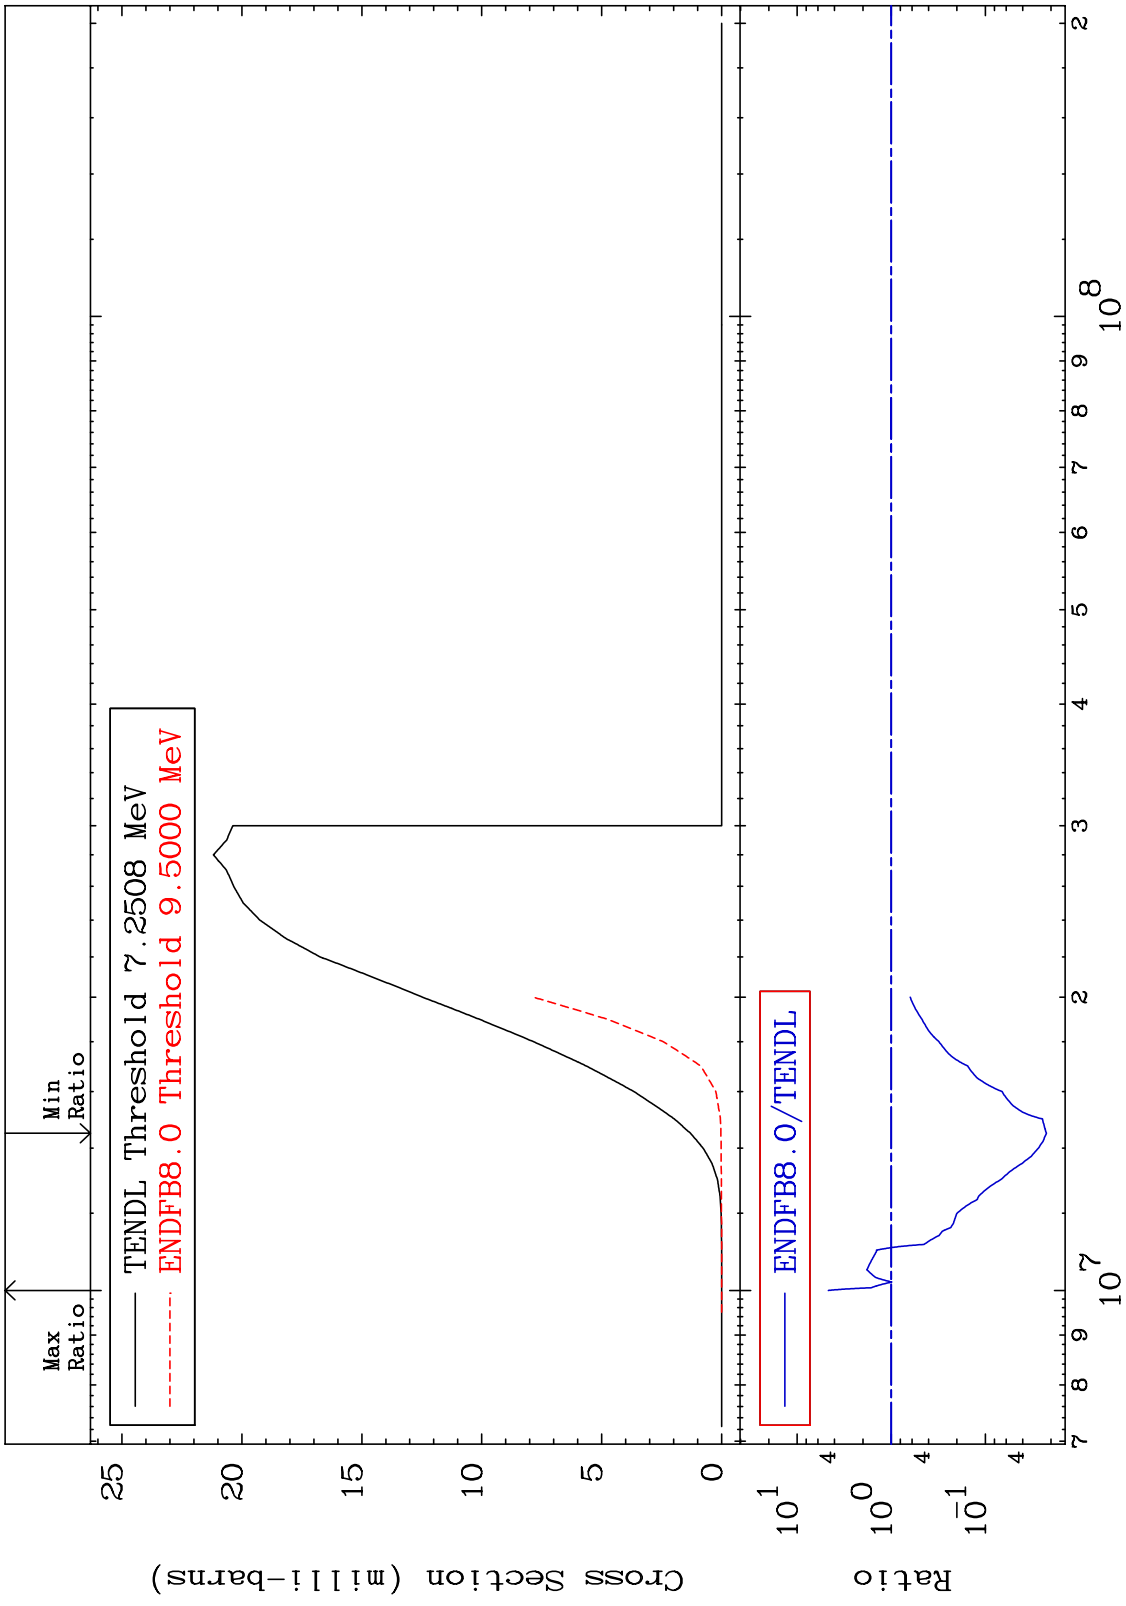 Max
Ratio
Min
Ratio
TENDL Threshold 7.2508 MeV
ENDFB8.0 Threshold 9.5000 MeV
25
20
15
10
5
0
Cross Section (milli-barns)
ENDFB8.0/TENDL
10 1
4
10 0
4
10 -1
4
Ratio
7 8 9 10 7 2 3 4 5 6 7 8 9 10 8 2